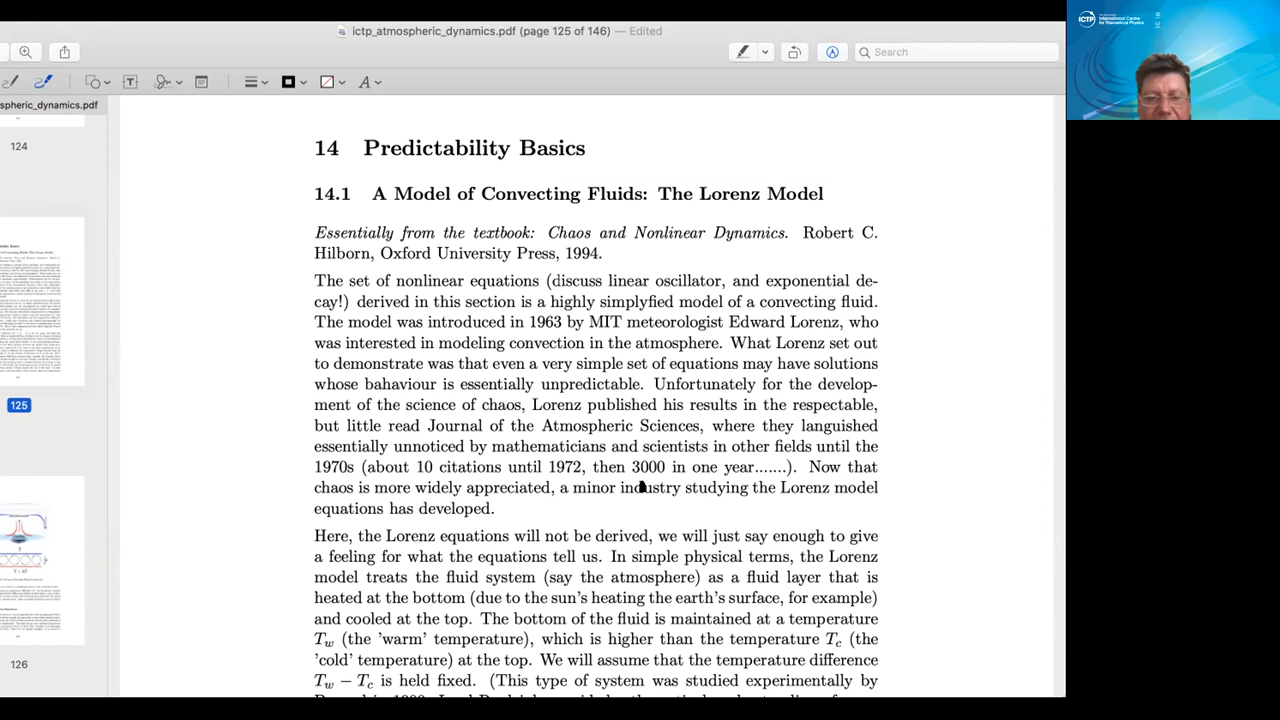 ictp_atmospheric_dynamics.pdf (page 125 of 146) — Edited
Search
spheric_dynamics.pdf
124
125
126
14 Predictability Basics
14.1 A Model of Convecting Fluids: The Lorenz Model
Essentially from the textbook: Chaos and Nonlinear Dynamics. Robert C.
Hilborn, Oxford University Press, 1994.
The set of nonlinear equations (discuss linear oscillator, and exponential de-
cay!) derived in this section is a highly simplyfied model of a convecting fluid.
The model was introduced in 1963 by MIT meteorologist Edward Lorenz, who
was interested in modeling convection in the atmosphere. What Lorenz set out
to demonstrate was that even a very simple set of equations may have solutions
whose bahaviour is essentially unpredictable. Unfortunately for the develop-
ment of the science of chaos, Lorenz published his results in the respectable,
but little read Journal of the Atmospheric Sciences, where they languished
essentially unnoticed by mathematicians and scientists in other fields until the
1970s (about 10 citations until 1972, then 3000 in one year.......). Now that
chaos is more widely appreciated, a minor industry studying the Lorenz model
equations has developed.
Here, the Lorenz equations will not be derived, we will just say enough to give
a feeling for what the equations tell us. In simple physical terms, the Lorenz
model treats the fluid system (say the atmosphere) as a fluid layer that is
heated at the bottom (due to the sun's heating the earth's surface, for example)
and cooled at the top. The bottom of the fluid is maintained at a temperature
T_w (the 'warm' temperature), which is higher than the temperature T_c (the
'cold' temperature) at the top. We will assume that the temperature difference
T_w − T_c is held fixed. (This type of system was studied experimentally by
ICTP
International Centre
for Theoretical Physics